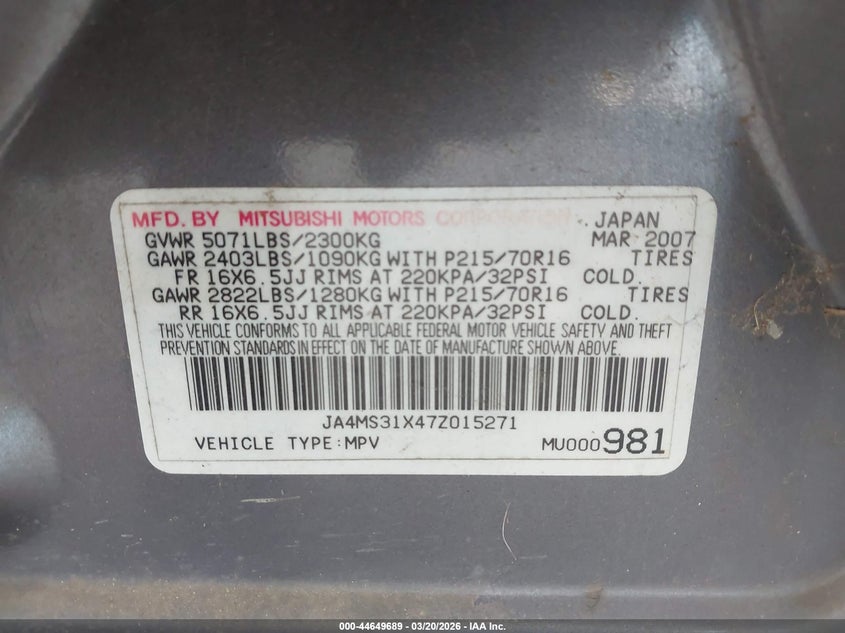 MFD. BY MITSUBISHI MOTORS CORPORATION JAPAN
GVWR 5071LBS/2300KG MAR 2007
GAWR 2403LBS/1090KG WITH P215/70R16 TIRES
FR 16X6.5JJ RIMS AT 220KPA/32PSI COLD.
GAWR 2822LBS/1280KG WITH P215/70R16 TIRES
RR 16X6.5JJ RIMS AT 220KPA/32PSI COLD.
THIS VEHICLE CONFORMS TO ALL APPLICABLE FEDERAL MOTOR VEHICLE SAFETY AND THEFT
PREVENTION STANDARDS IN EFFECT ON THE DATE OF MANUFACTURE SHOWN ABOVE.
JA4MS31X47Z015271
VEHICLE TYPE:MPV MU000981
000-44649689 - 03/20/2026 - IAA Inc.